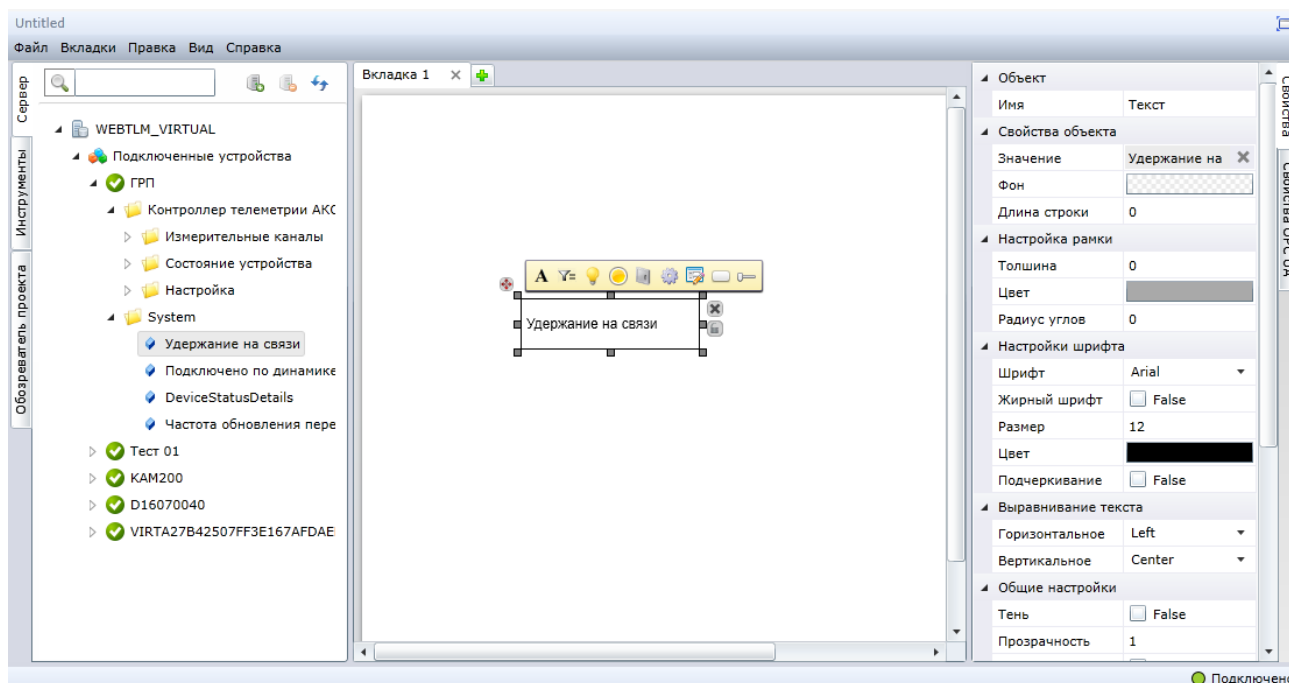 Untitled
Файл Вкладки Правка Вид Справка
Сервер
Инструменты
Обозреватель проекта
WEBTLM_VIRTUAL
Подключенные устройства
ГРП
Контроллер телеметрии АКС
Измерительные каналы
Состояние устройства
Настройка
System
Удержание на связи
Подключено по динамике
DeviceStatusDetails
Частота обновления пере
Тест 01
КАМ200
D16070040
VIRTA27B42507FF3E167AFDAE
Вкладка 1
A
Удержание на связи
Объект
Имя Текст
Свойства объекта
Значение Удержание на
Фон
Длина строки 0
Настройка рамки
Толщина 0
Цвет
Радиус углов 0
Настройки шрифта
Шрифт Arial
Жирный шрифт False
Размер 12
Цвет
Подчеркивание False
Выравнивание текста
Горизонтальное Left
Вертикальное Center
Общие настройки
Тень False
Прозрачность 1
Свойства
Свойства OPC UA
Подключено